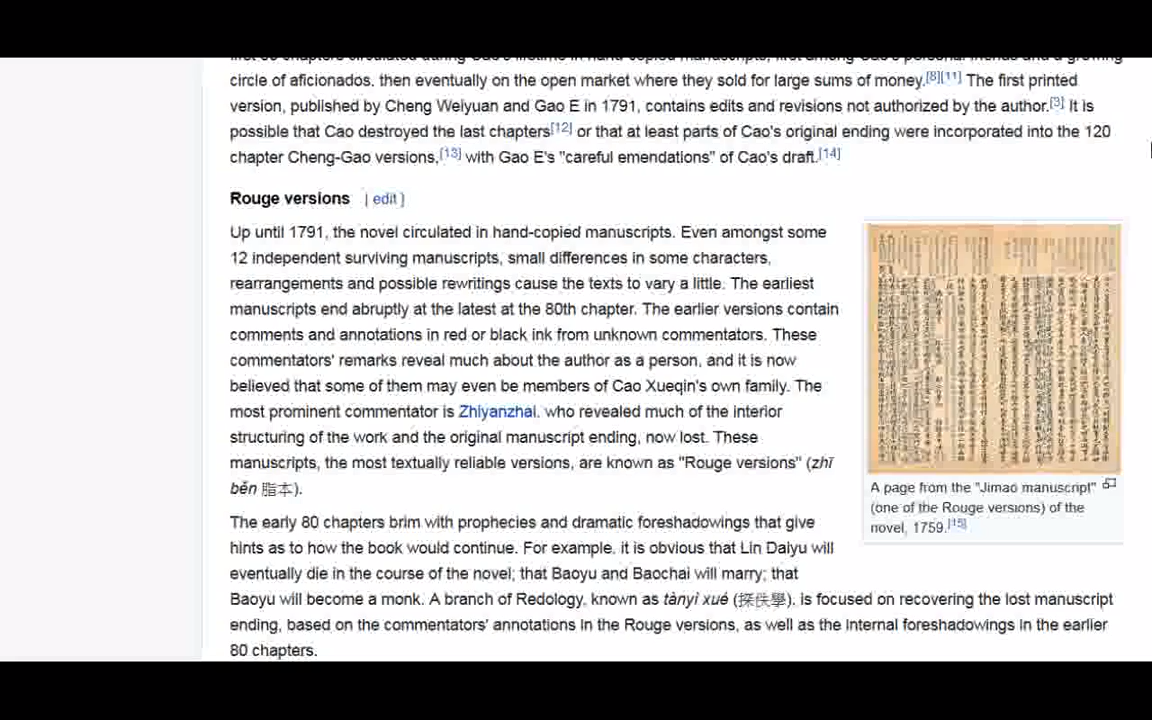 circle of aficionados, then eventually on the open market where they sold for large sums of money.[8][11] The first printed
version, published by Cheng Weiyuan and Gao E in 1791, contains edits and revisions not authorized by the author.[3] It is
possible that Cao destroyed the last chapters[12] or that at least parts of Cao's original ending were incorporated into the 120
chapter Cheng-Gao versions,[13] with Gao E's "careful emendations" of Cao's draft.[14]
Rouge versions [ edit ]
Up until 1791, the novel circulated in hand-copied manuscripts. Even amongst some
12 independent surviving manuscripts, small differences in some characters,
rearrangements and possible rewritings cause the texts to vary a little. The earliest
manuscripts end abruptly at the latest at the 80th chapter. The earlier versions contain
comments and annotations in red or black ink from unknown commentators. These
commentators' remarks reveal much about the author as a person, and it is now
believed that some of them may even be members of Cao Xueqin's own family. The
most prominent commentator is Zhiyanzhai, who revealed much of the interior
structuring of the work and the original manuscript ending, now lost. These
manuscripts, the most textually reliable versions, are known as "Rouge versions" (zhī
běn 脂本).
A page from the "Jimao manuscript"
(one of the Rouge versions) of the
novel, 1759.[15]
The early 80 chapters brim with prophecies and dramatic foreshadowings that give
hints as to how the book would continue. For example, it is obvious that Lin Daiyu will
eventually die in the course of the novel; that Baoyu and Baochai will marry; that
Baoyu will become a monk. A branch of Redology, known as tànyì xué (探佚學), is focused on recovering the lost manuscript
ending, based on the commentators' annotations in the Rouge versions, as well as the internal foreshadowings in the earlier
80 chapters.